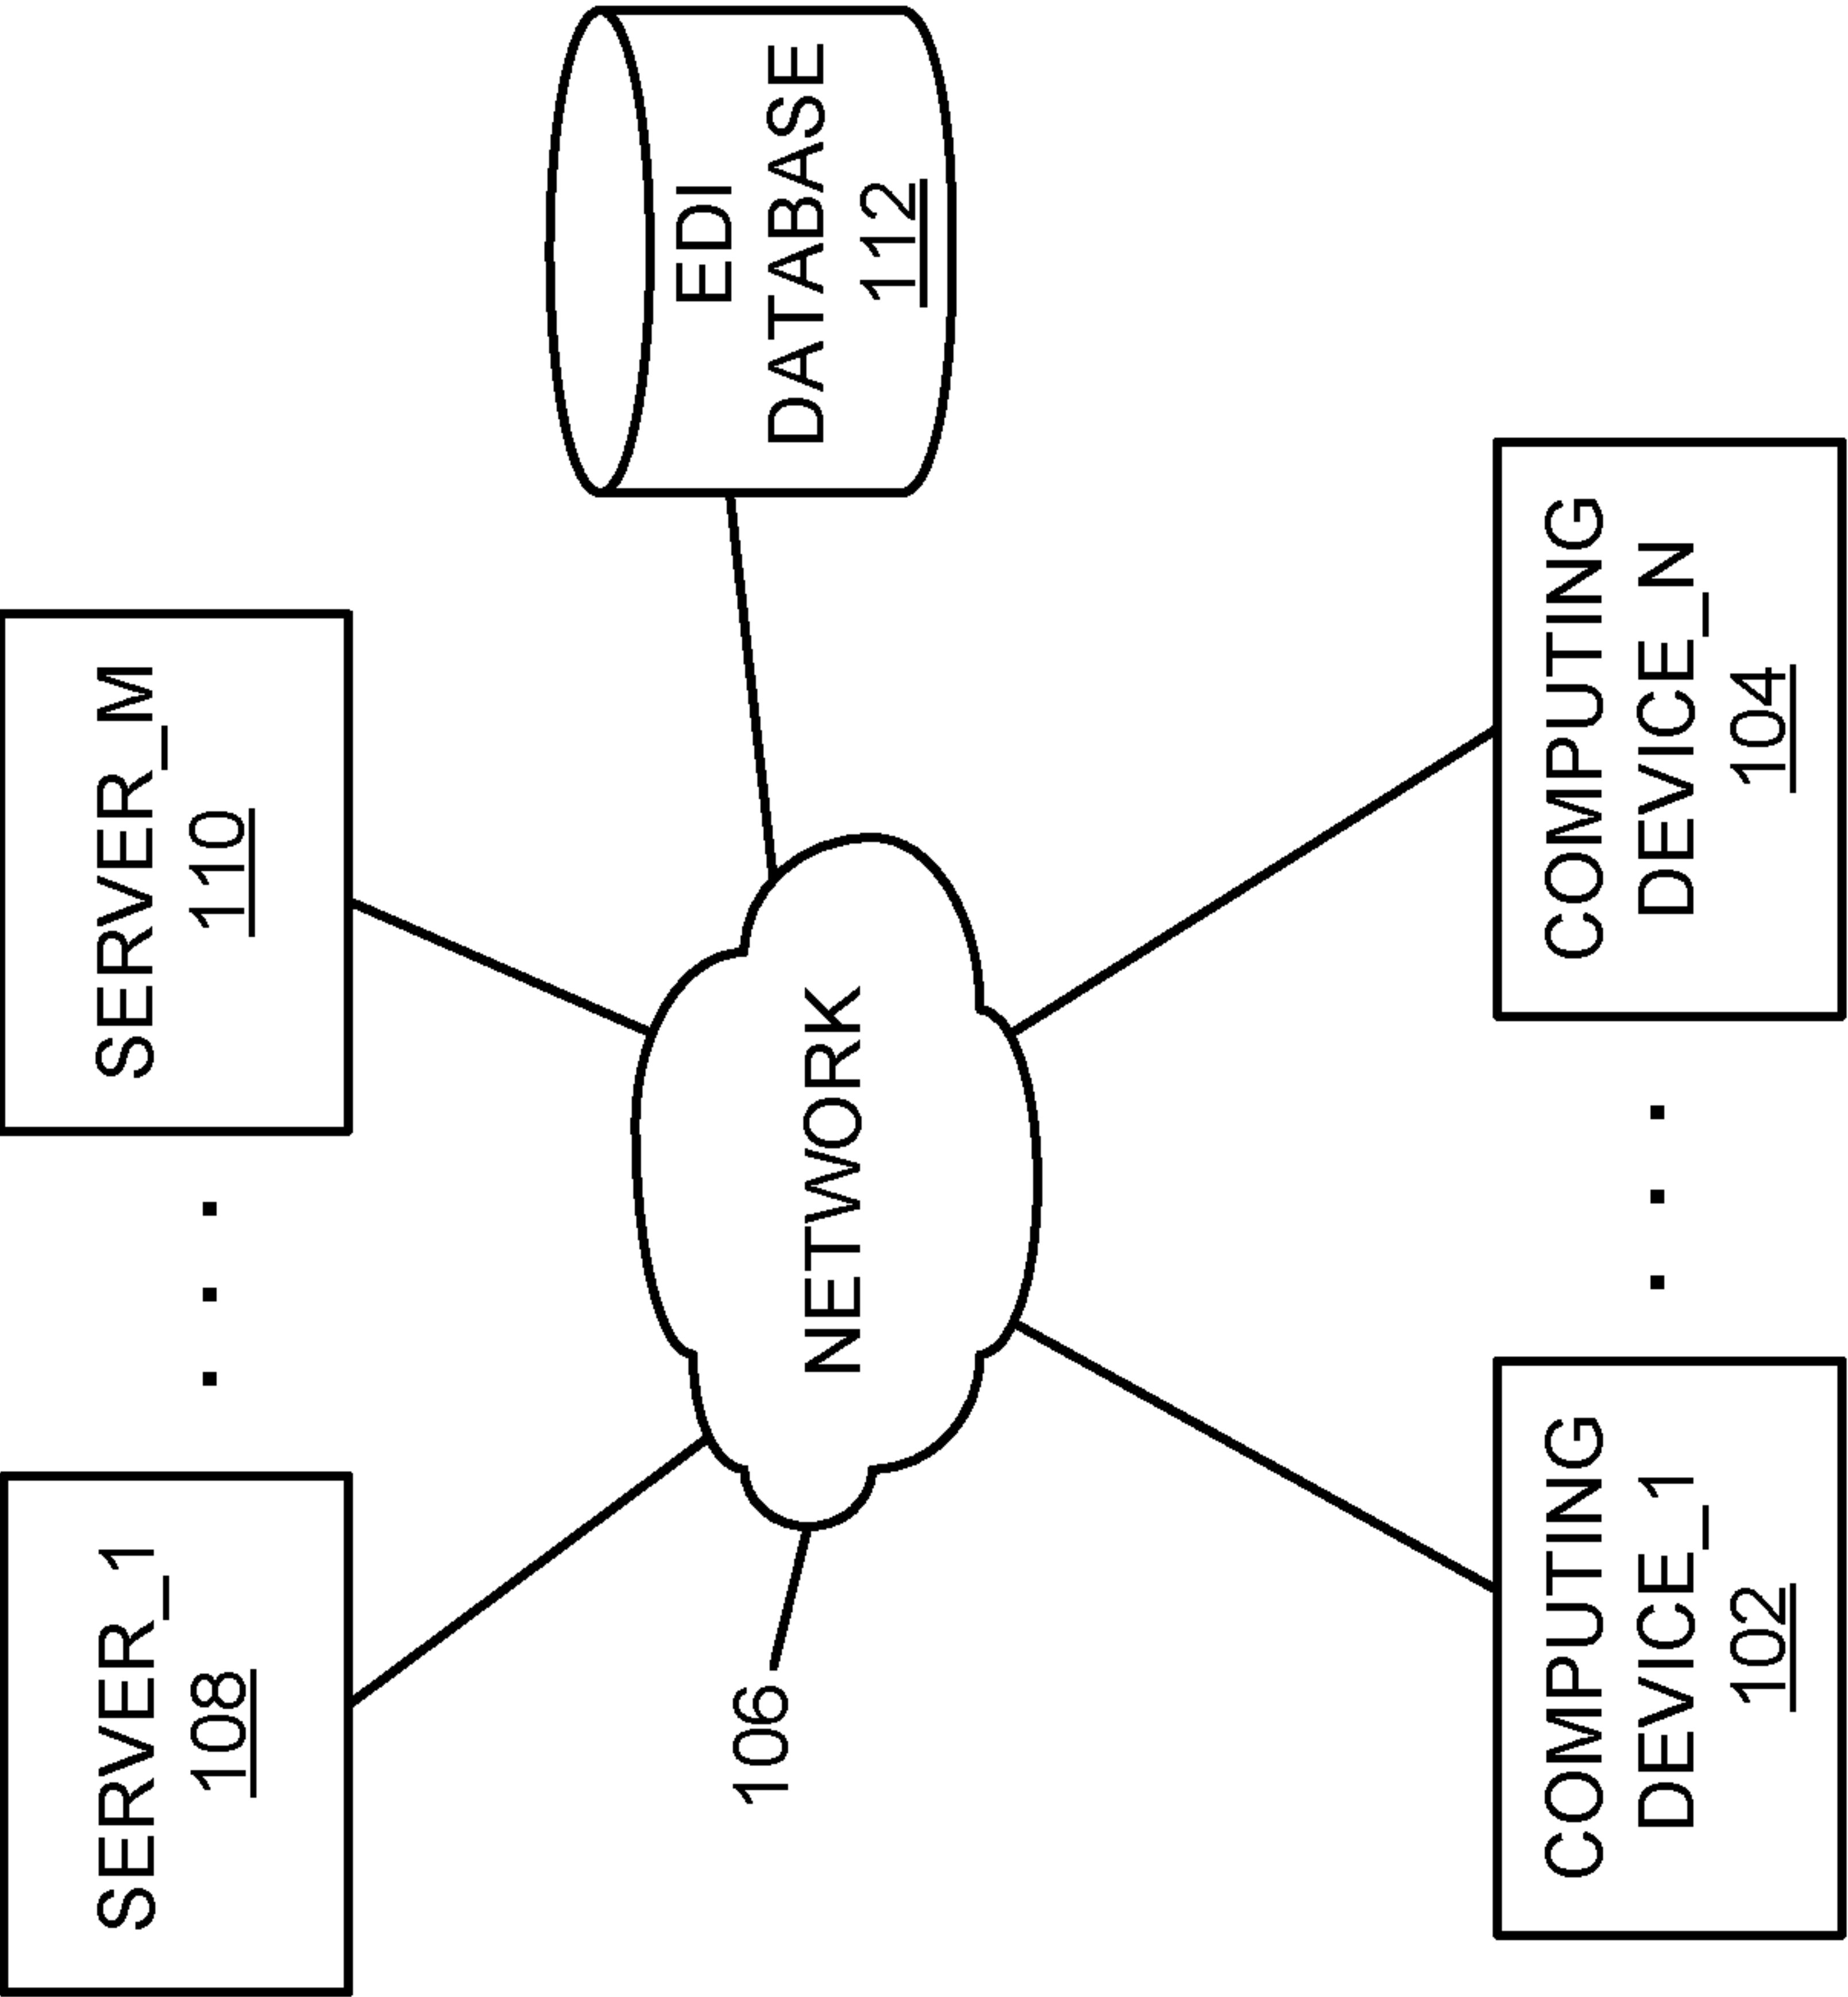 SERVER_1
108
SERVER_M
110
106
NETWORK
EDI
DATABASE
112
COMPUTING
DEVICE_1
102
COMPUTING
DEVICE_N
104